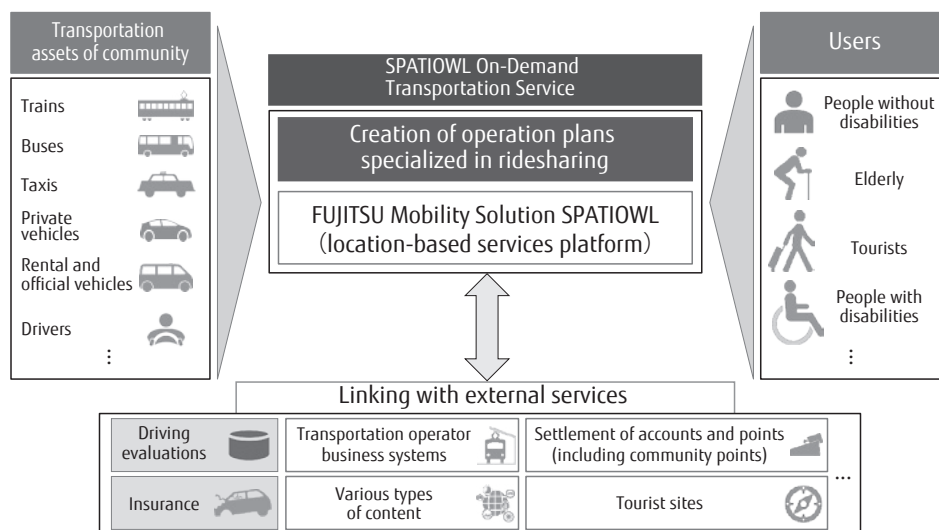 Transportation
assets of community
Trains
Buses
Taxis
Private
vehicles
Rental and
official vehicles
Drivers
⋮
SPATIOWL On-Demand
Transportation Service
Creation of operation plans
specialized in ridesharing
FUJITSU Mobility Solution SPATIOWL
(location-based services platform)
Users
People without
disabilities
Elderly
Tourists
People with
disabilities
⋮
Linking with external services
Driving
evaluations
Transportation operator
business systems
Settlement of accounts and points
(including community points)
Insurance
Various types
of content
Tourist sites
...